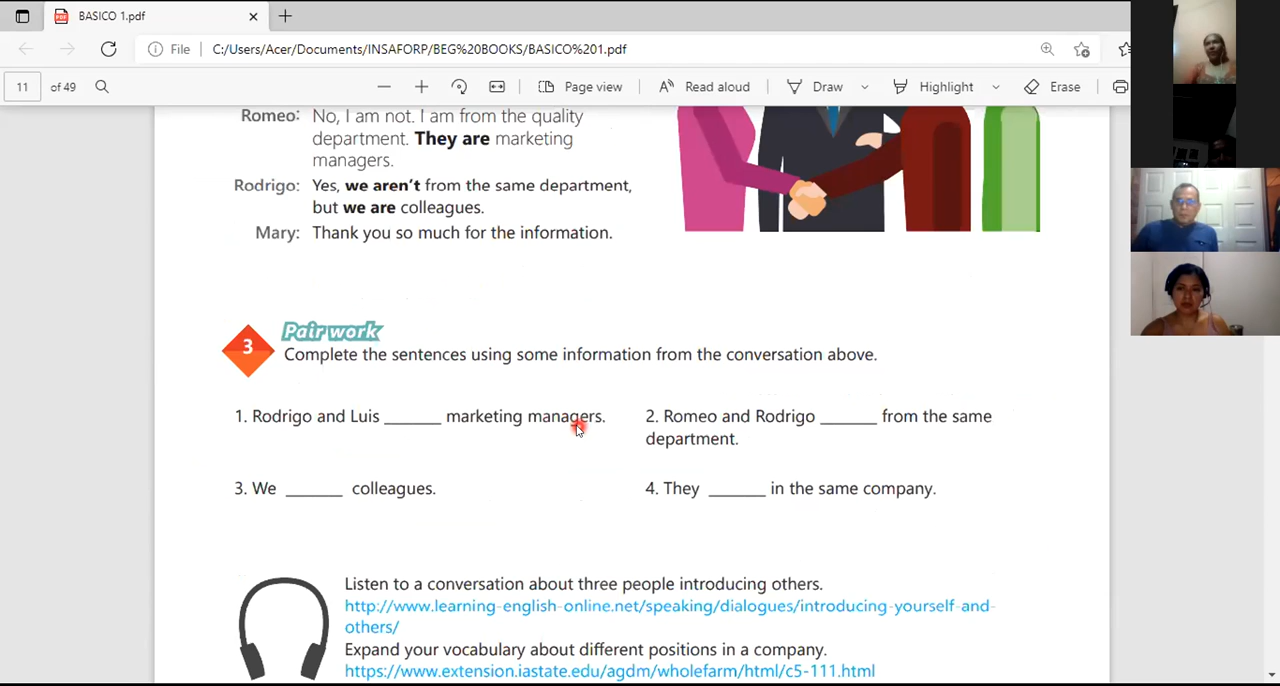 BASICO 1.pdf
File
C:/Users/Acer/Documents/INSAFORP/BEG%20BOOKS/BASICO%201.pdf
11 of 49
Page view
Read aloud
Draw
Highlight
Erase
Romeo: No, I am not. I am from the quality
department. They are marketing
managers.
Rodrigo: Yes, we aren't from the same department,
but we are colleagues.
Mary: Thank you so much for the information.
3
Pair work
Complete the sentences using some information from the conversation above.
1. Rodrigo and Luis ______ marketing managers.
2. Romeo and Rodrigo ______ from the same
department.
3. We ______ colleagues.
4. They ______ in the same company.
Listen to a conversation about three people introducing others.
http://www.learning-english-online.net/speaking/dialogues/introducing-yourself-and-
others/
Expand your vocabulary about different positions in a company.
https://www.extension.iastate.edu/agdm/wholefarm/html/c5-111.html